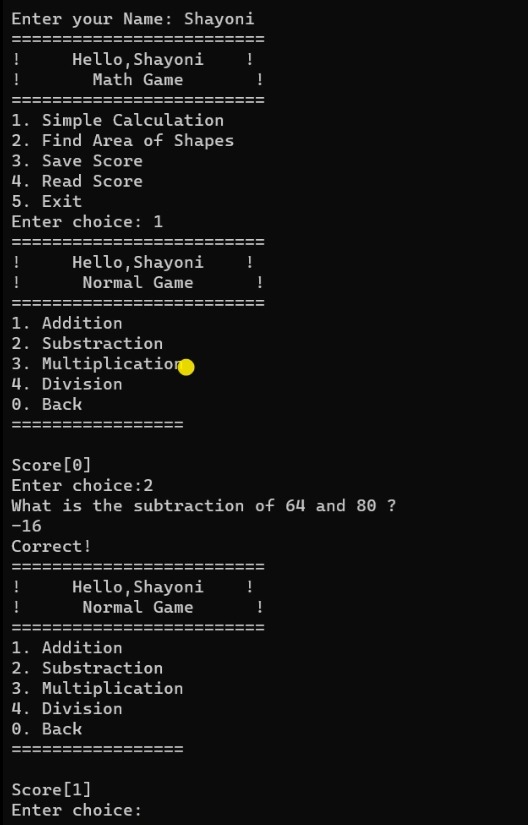 Enter your Name: Shayoni
=========================
!     Hello,Shayoni    !
!       Math Game       !
=========================
1. Simple Calculation
2. Find Area of Shapes
3. Save Score
4. Read Score
5. Exit
Enter choice: 1
=========================
!     Hello,Shayoni    !
!      Normal Game      !
=========================
1. Addition
2. Substraction
3. Multiplication
4. Division
0. Back
=================

Score[0]
Enter choice:2
What is the subtraction of 64 and 80 ?
-16
Correct!
=========================
!     Hello,Shayoni    !
!      Normal Game      !
=========================
1. Addition
2. Substraction
3. Multiplication
4. Division
0. Back
=================

Score[1]
Enter choice: